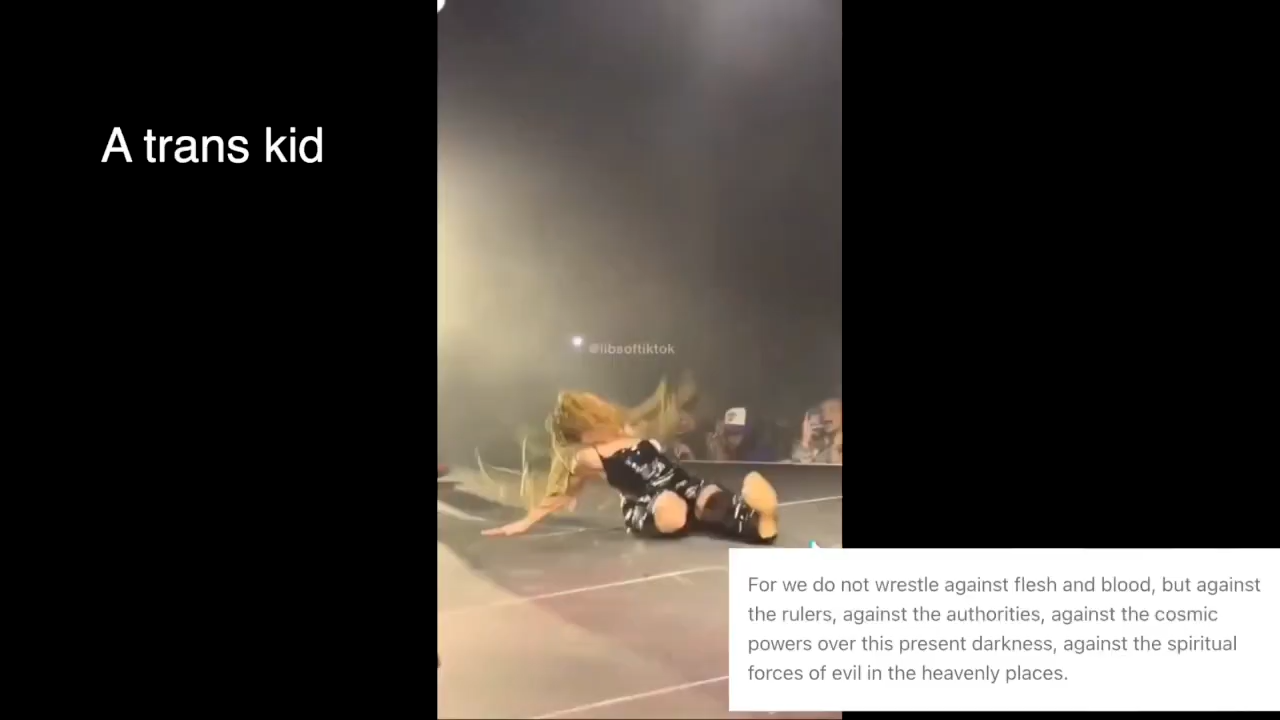 A trans kid
@libsoftiktok
For we do not wrestle against flesh and blood, but against
the rulers, against the authorities, against the cosmic
powers over this present darkness, against the spiritual
forces of evil in the heavenly places.